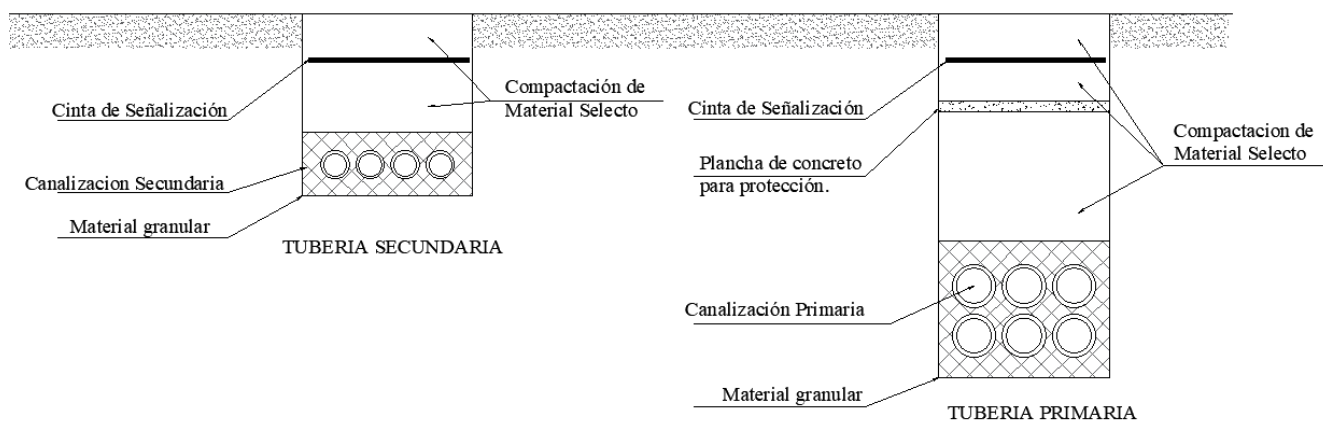 Cinta de Señalización
Compactación de
Material Selecto
Canalizacion Secundaria
Material granular
TUBERIA SECUNDARIA
Cinta de Señalización
Plancha de concreto
para protección.
Compactacion de
Material Selecto
Canalización Primaria
Material granular
TUBERIA PRIMARIA